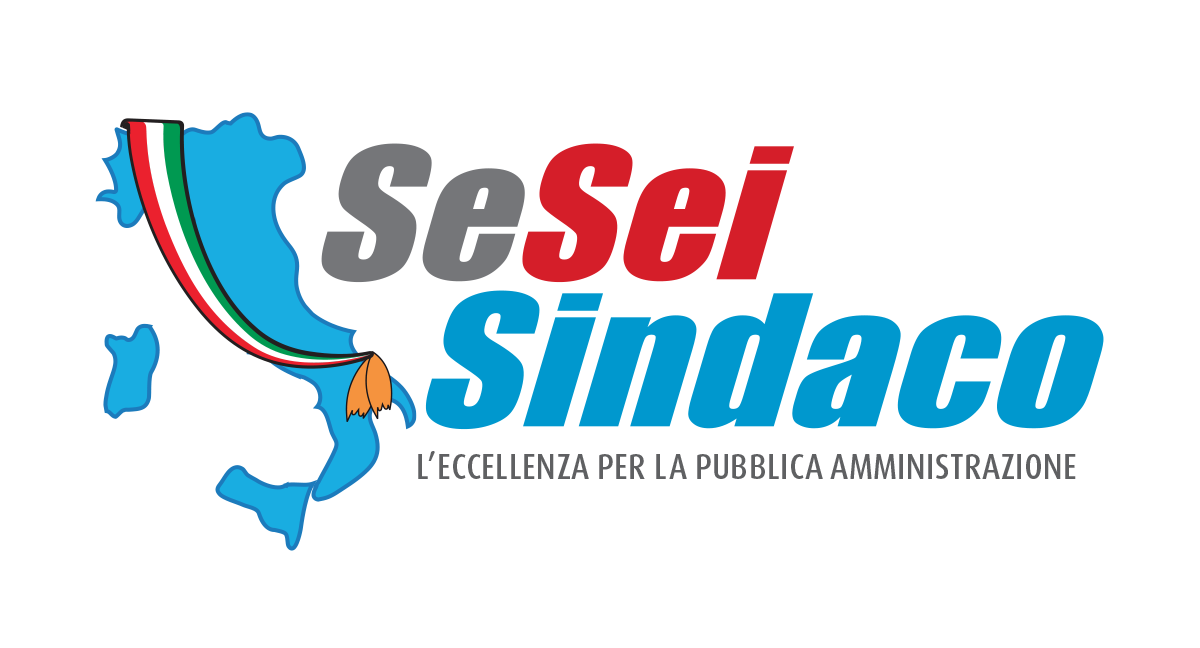 SeSei
Sindaco
L'ECCELLENZA PER LA PUBBLICA AMMINISTRAZIONE